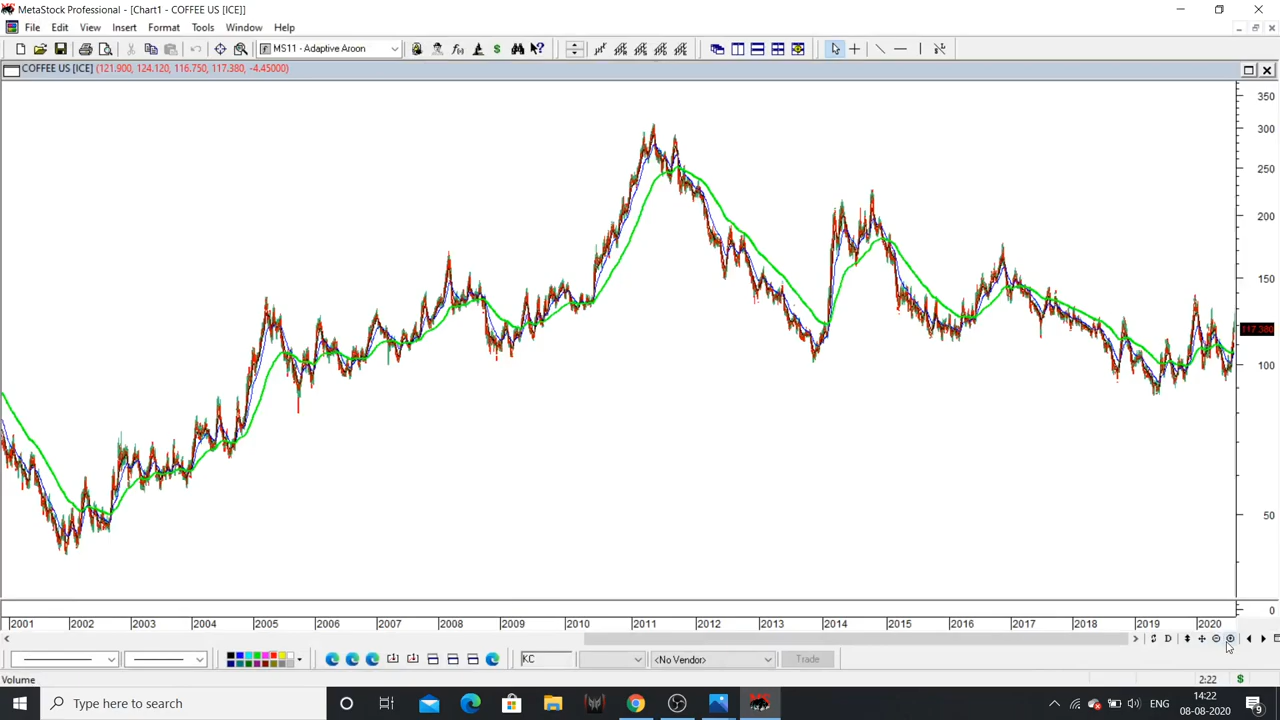 MetaStock Professional - [Chart1 - COFFEE US [ICE]]
File Edit View Insert Format Tools Window Help
MS11 - Adaptive Aroon
COFFEE US [ICE] (121.900, 124.120, 116.750, 117.380, -4.45000)
350
300
250
200
150
117.380
100
50
0
2001 2002 2003 2004 2005 2006 2007 2008 2009 2010 2011 2012 2013 2014 2015 2016 2017 2018 2019 2020
D
KC <No Vendor> Trade
Volume 2:22
Type here to search
ENG
14:22
08-08-2020
9